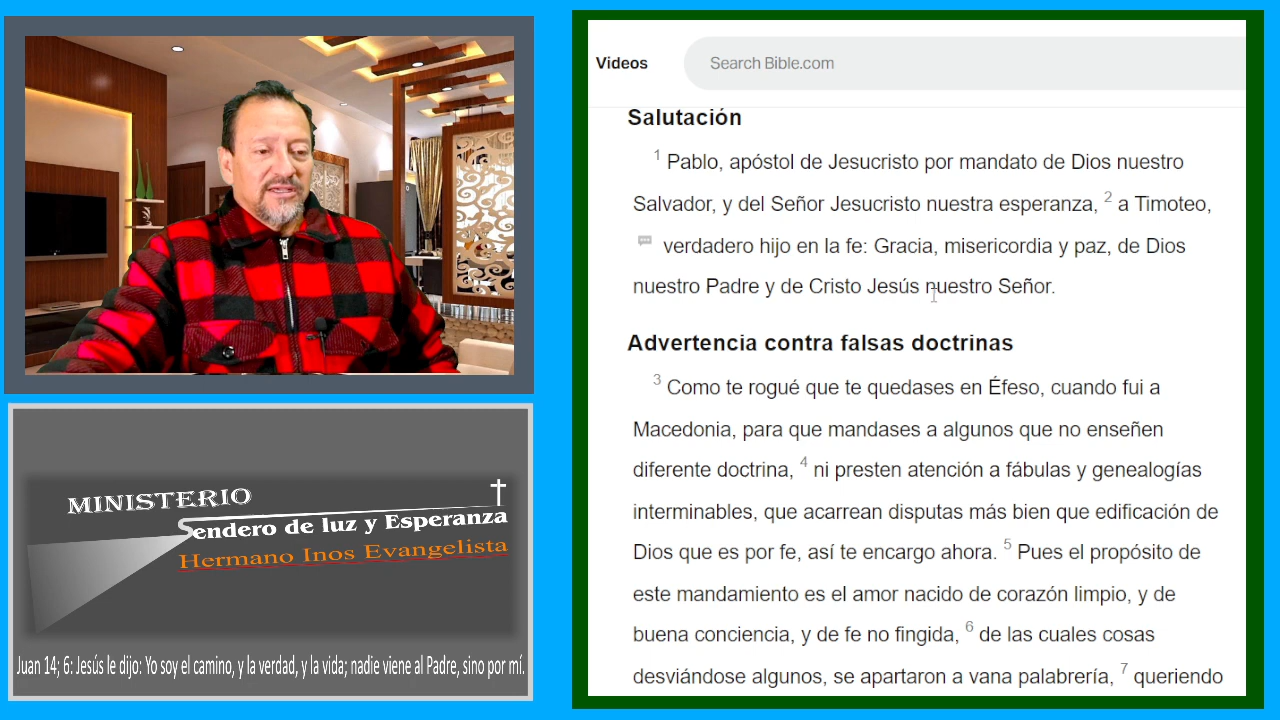 Videos
Search Bible.com
Salutación
1 Pablo, apóstol de Jesucristo por mandato de Dios nuestro
Salvador, y del Señor Jesucristo nuestra esperanza, 2 a Timoteo,
verdadero hijo en la fe: Gracia, misericordia y paz, de Dios
nuestro Padre y de Cristo Jesús nuestro Señor.
Advertencia contra falsas doctrinas
3 Como te rogué que te quedases en Éfeso, cuando fui a
Macedonia, para que mandases a algunos que no enseñen
diferente doctrina, 4 ni presten atención a fábulas y genealogías
interminables, que acarrean disputas más bien que edificación de
Dios que es por fe, así te encargo ahora. 5 Pues el propósito de
este mandamiento es el amor nacido de corazón limpio, y de
buena conciencia, y de fe no fingida, 6 de las cuales cosas
desviándose algunos, se apartaron a vana palabrería, 7 queriendo
MINISTERIO
Sendero de luz y Esperanza
Hermano Inos Evangelista
Juan 14; 6: Jesús le dijo: Yo soy el camino, y la verdad, y la vida; nadie viene al Padre, sino por mí.